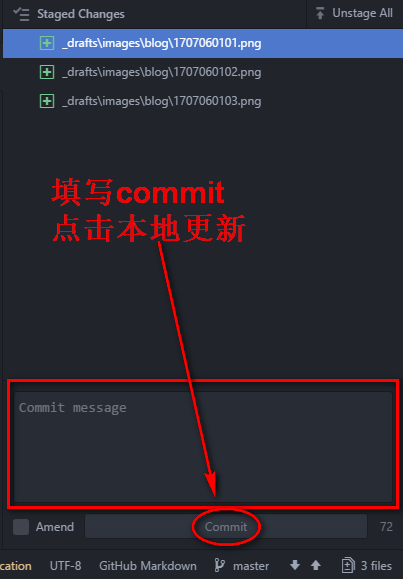 Staged Changes Unstage All
_drafts\images\blog\1707060101.png
_drafts\images\blog\1707060102.png
_drafts\images\blog\1707060103.png
填写commit
点击本地更新
Commit message
Amend Commit 72
cation UTF-8 GitHub Markdown master 3 files